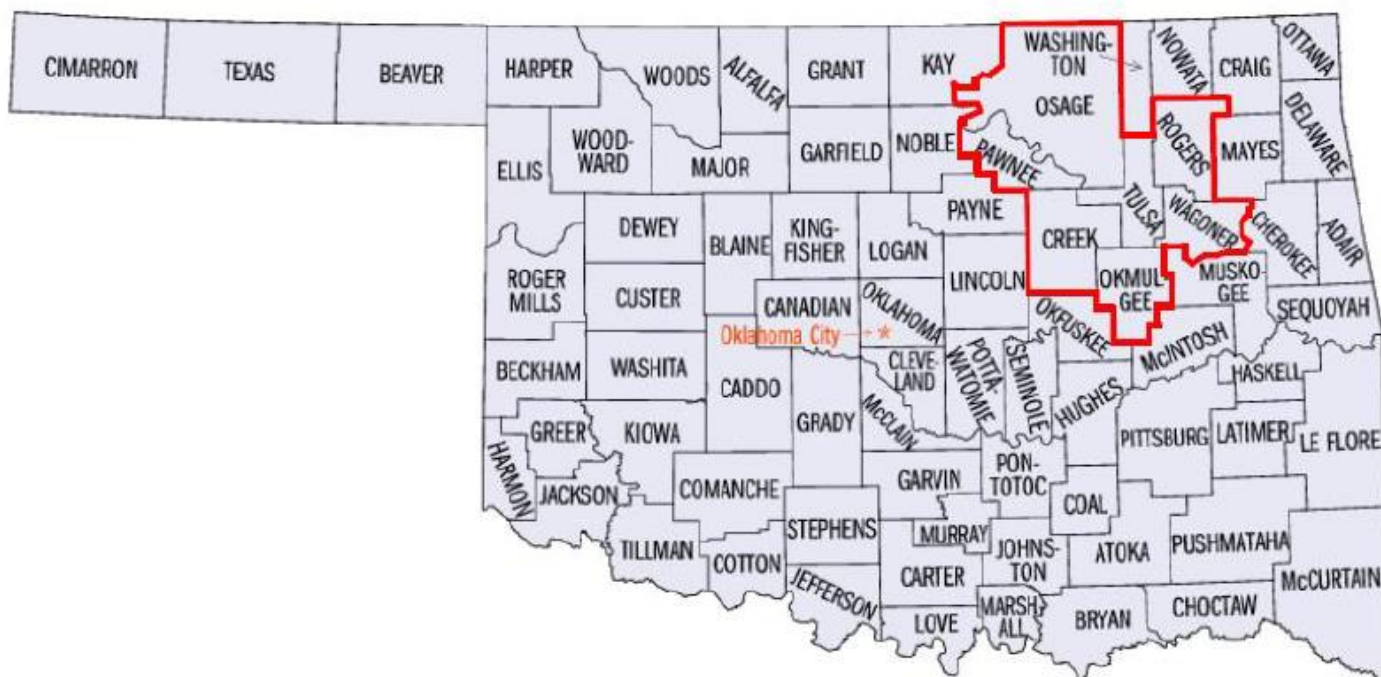 CIMARRON
TEXAS
BEAVER
HARPER
WOODS
ALFALFA
GRANT
KAY
WASHING-
TON
OSAGE
NOWATA
CRAIG
OTTAWA
ELLIS
WOOD-
WARD
MAJOR
GARFIELD
NOBLE
PAWNEE
ROGERS
MAYES
DELAWARE
ROGER
MILLS
DEWEY
BLAINE
KING-
FISHER
LOGAN
PAYNE
CREEK
TULSA
WAGONER
CHEROKEE
ADAIR
CUSTER
CANADIAN
OKLAHOMA
LINCOLN
OKMUL-
GEE
MUSKO-
GEE
SEQUOYAH
Oklahoma City
OKFUSKEE
McINTOSH
BECKHAM
WASHITA
CADDO
GRADY
CLEVE-
LAND
McCLAIN
POTTA-
WATOMIE
SEMINOLE
HUGHES
HASKELL
PITTSBURG
LATIMER
LE FLORE
HARMON
GREER
KIOWA
JACKSON
COMANCHE
STEPHENS
GARVIN
PON-
TOTOC
COAL
TILLMAN
COTTON
JEFFERSON
MURRAY
CARTER
JOHNS-
TON
ATOKA
PUSHMATAHA
McCURTAIN
LOVE
MARSH-
ALL
BRYAN
CHOCTAW